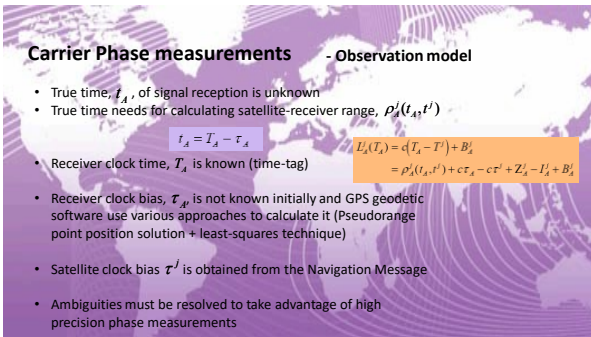 Carrier Phase measurements - Observation model
• True time, t_A , of signal reception is unknown
• True time needs for calculating satellite-receiver range, ρ_A^j(t_A,t^j)
t_A = T_A − τ_A
L_A^j(T_A) = c(T_A − T^j) + B_A^j
= ρ_A^j(t_A,t^j) + cτ_A − cτ^j + Z_A^j − I_A^j + B_A^j
• Receiver clock time, T_A is known (time-tag)
• Receiver clock bias, τ_A, is not known initially and GPS geodetic
software use various approaches to calculate it (Pseudorange
point position solution + least-squares technique)
• Satellite clock bias τ^j is obtained from the Navigation Message
• Ambiguities must be resolved to take advantage of high
precision phase measurements